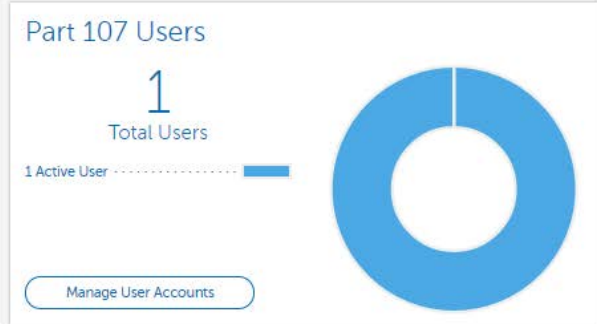 Part 107 Users
1
Total Users
1 Active User
Manage User Accounts